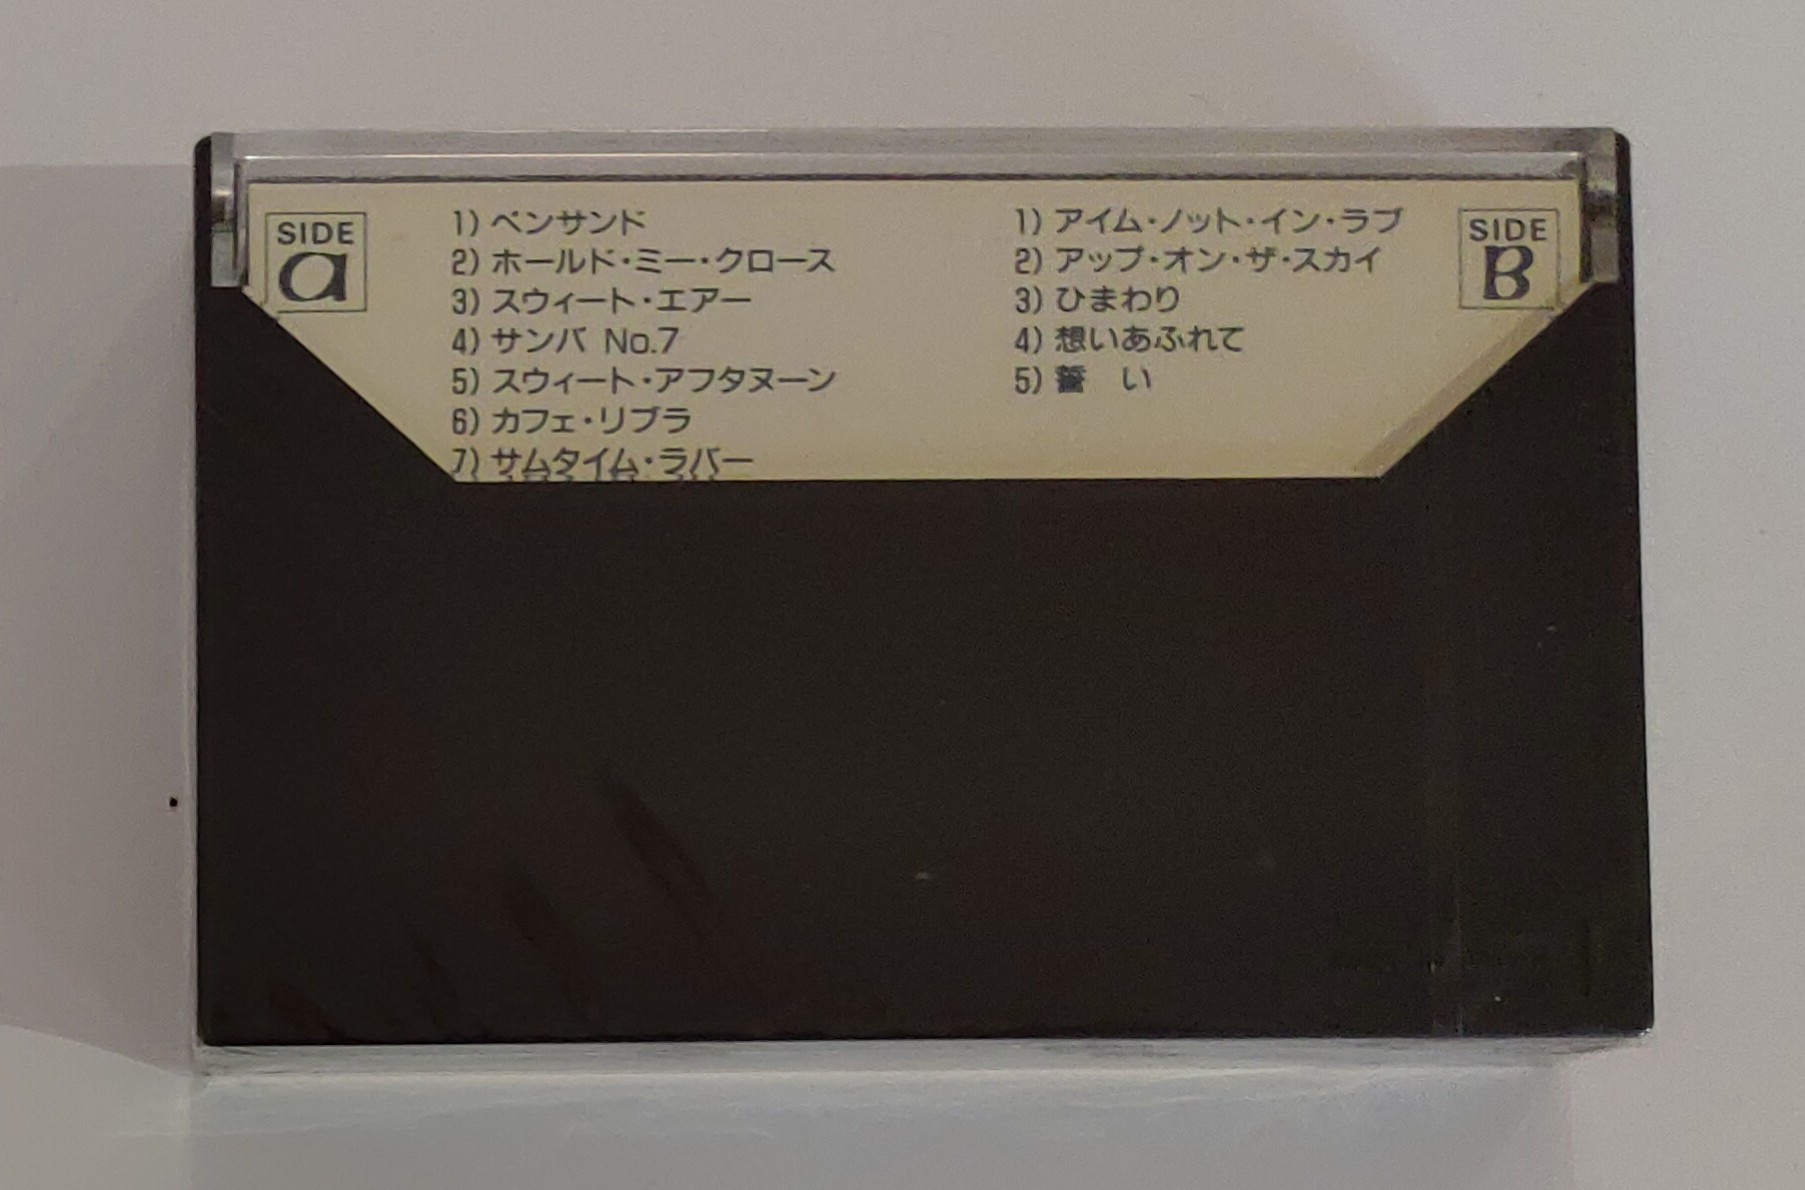 SIDE
a
1) ペンサンド
2) ホールド・ミー・クロース
3) スウィート・エアー
4) サンバ No.7
5) スウィート・アフタヌーン
6) カフェ・リブラ
7) サムタイム・ラバー
1) アイム・ノット・イン・ラブ
2) アップ・オン・ザ・スカイ
3) ひまわり
4) 想いあふれて
5) 誓　い
SIDE
B